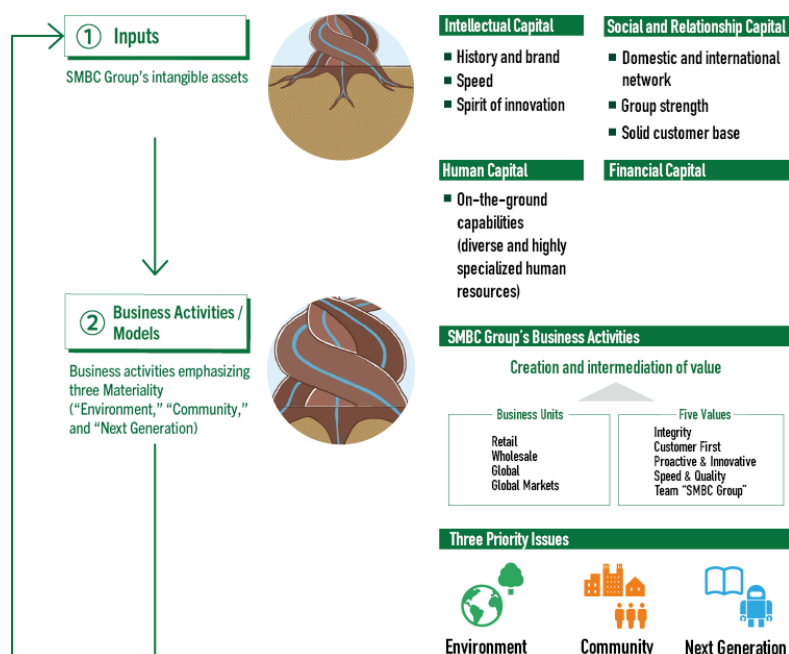 ① Inputs
SMBC Group's intangible assets
Intellectual Capital
■ History and brand
■ Speed
■ Spirit of innovation
Social and Relationship Capital
■ Domestic and international
network
■ Group strength
■ Solid customer base
Human Capital
■ On-the-ground
capabilities
(diverse and highly
specialized human
resources)
Financial Capital
② Business Activities /
Models
Business activities emphasizing
three Materiality
(“Environment,” “Community,”
and “Next Generation)
SMBC Group's Business Activities
Creation and intermediation of value
Business Units
Retail
Wholesale
Global
Global Markets
Five Values
Integrity
Customer First
Proactive & Innovative
Speed & Quality
Team “SMBC Group”
Three Priority Issues
Environment
Community
Next Generation